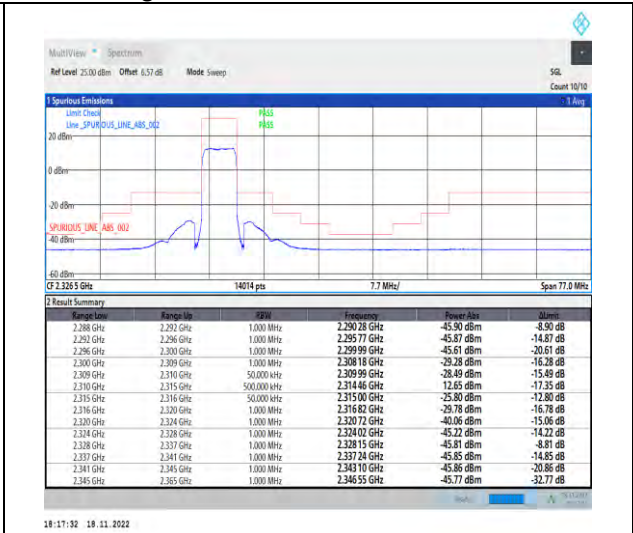 MultiView Spectrum
Ref Level 25.00 dBm Offset 6.57 dB Mode Sweep SGL
Count 10/10
1 Spurious Emissions 1 Avg
Limit Check PASS
Line _SPURIOUS_LINE_ABS_002 PASS
20 dBm
0 dBm
-20 dBm
SPURIOUS_LINE_ABS_002
-40 dBm
-60 dBm
CF 2.326 5 GHz 14014 pts 7.7 MHz/ Span 77.0 MHz
2 Result Summary
Range Low Range Up RBW Frequency Power Abs ΔLimit
2.288 GHz 2.292 GHz 1.000 MHz 2.290 28 GHz -45.90 dBm -8.90 dB
2.292 GHz 2.296 GHz 1.000 MHz 2.295 77 GHz -45.87 dBm -14.87 dB
2.296 GHz 2.300 GHz 1.000 MHz 2.299 99 GHz -45.61 dBm -20.61 dB
2.300 GHz 2.309 GHz 1.000 MHz 2.308 18 GHz -29.28 dBm -16.28 dB
2.309 GHz 2.310 GHz 50.000 kHz 2.309 99 GHz -28.49 dBm -15.49 dB
2.310 GHz 2.315 GHz 500.000 kHz 2.314 46 GHz 12.65 dBm -17.35 dB
2.315 GHz 2.316 GHz 50.000 kHz 2.315 00 GHz -25.80 dBm -12.80 dB
2.316 GHz 2.320 GHz 1.000 MHz 2.316 82 GHz -29.78 dBm -16.78 dB
2.320 GHz 2.324 GHz 1.000 MHz 2.320 72 GHz -40.06 dBm -15.06 dB
2.324 GHz 2.328 GHz 1.000 MHz 2.324 02 GHz -45.22 dBm -14.22 dB
2.328 GHz 2.337 GHz 1.000 MHz 2.328 15 GHz -45.81 dBm -8.81 dB
2.337 GHz 2.341 GHz 1.000 MHz 2.337 24 GHz -45.85 dBm -14.85 dB
2.341 GHz 2.345 GHz 1.000 MHz 2.343 10 GHz -45.86 dBm -20.86 dB
2.345 GHz 2.365 GHz 1.000 MHz 2.346 55 GHz -45.77 dBm -32.77 dB
18:17:32 18.11.2022